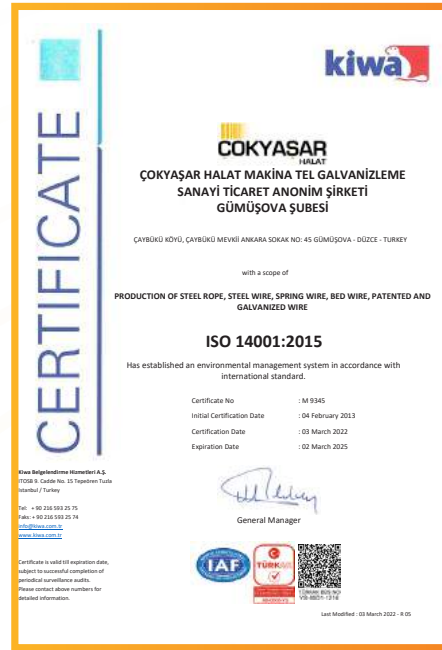 kiwa
CERTIFICATE
ÇOKYAŞAR
HALAT
ÇOKYAŞAR HALAT MAKİNA TEL GALVANİZLEME
SANAYİ TİCARET ANONİM ŞİRKETİ
GÜMÜŞOVA ŞUBESİ
ÇAYBÜKÜ KÖYÜ, ÇAYBÜKÜ MEVKİİ ANKARA SOKAK NO: 45 GÜMÜŞOVA - DÜZCE - TURKEY
with a scope of
PRODUCTION OF STEEL ROPE, STEEL WIRE, SPRING WIRE, BED WIRE, PATENTED AND
GALVANIZED WIRE
ISO 14001:2015
Has established an environmental management system in accordance with
international standard.
Certificate No : M 9345
Initial Certification Date : 04 February 2013
Certification Date : 03 March 2022
Expiration Date : 02 March 2025
Kiwa Belgelendirme Hizmetleri A.Ş.
ITOSB 9. Cadde No. 15 Tepeören Tuzla
Istanbul / Turkey
Tel: + 90 216 593 25 75
Faks: + 90 216 593 25 74
info@kiwa.com.tr
www.kiwa.com.tr
General Manager
Certificate is valid till expiration date,
subject to successful completion of
periodical surveillance audits.
Please contact above numbers for
detailed information.
IAF
TÜRKAK
Last Modified : 03 March 2022 - R 05